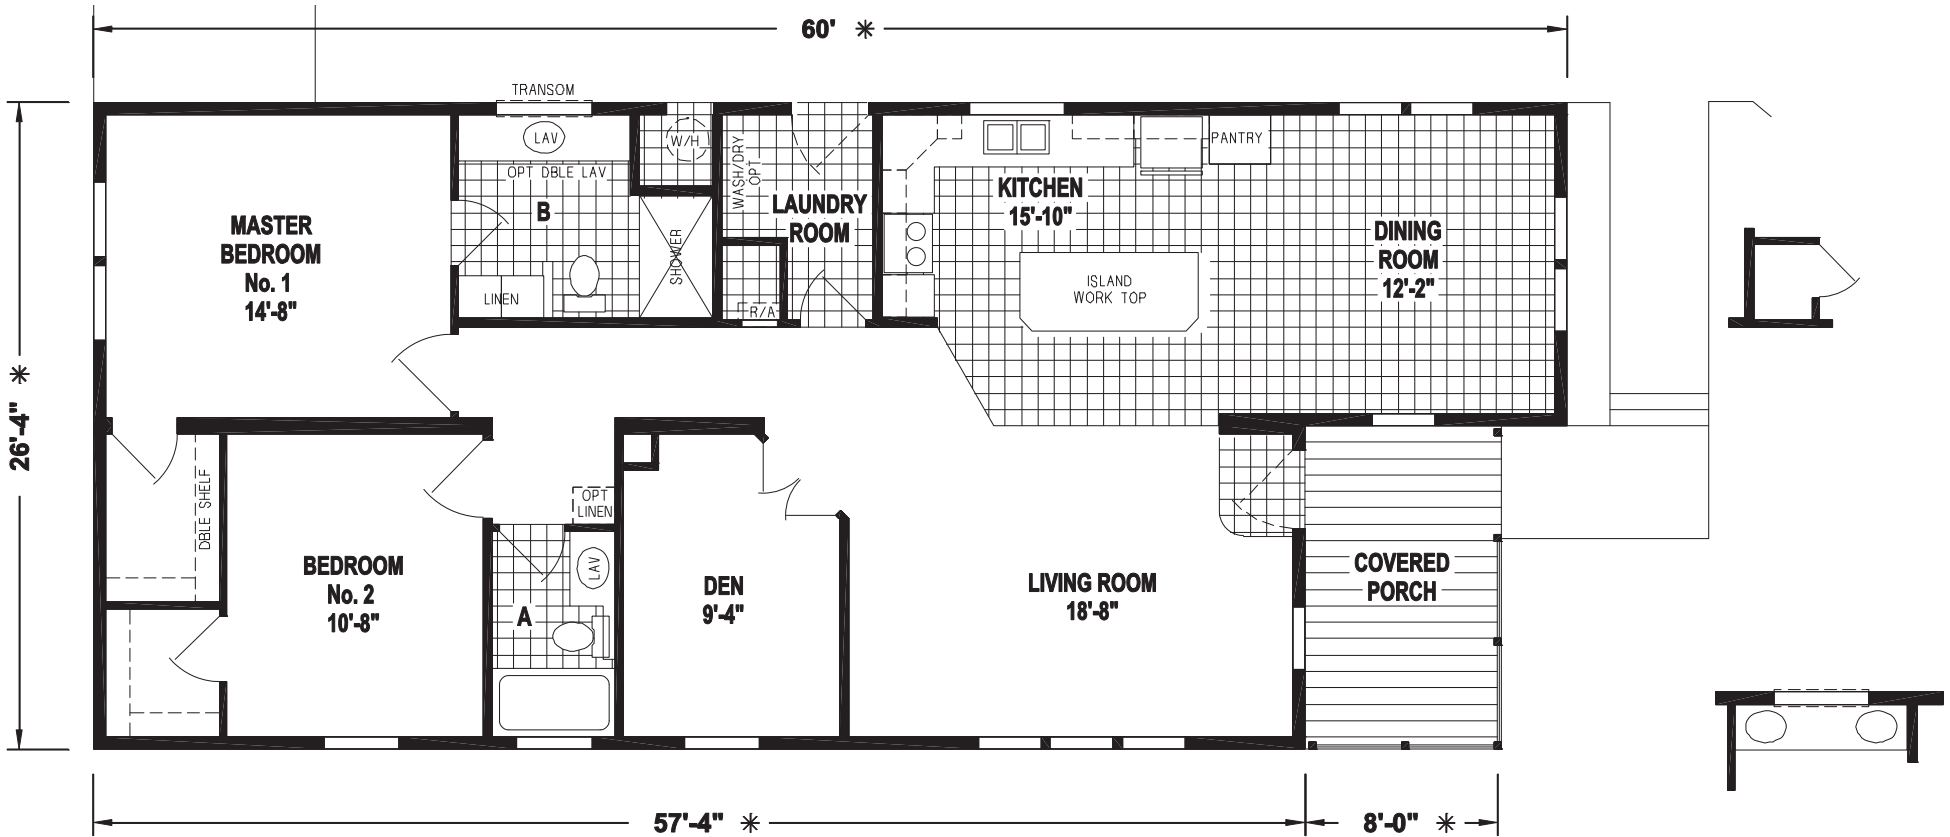 60' ✳
TRANSOM
LAV
W/H
OPT DBLE LAV
B
SHOWER
LINEN
WASH/DRY
OPT
LAUNDRY
ROOM
R/A
PANTRY
KITCHEN
15'-10"
ISLAND
WORK TOP
DINING
ROOM
12'-2"
MASTER
BEDROOM
No. 1
14'-8"
26'-4" ✳
DBLE SHELF
BEDROOM
No. 2
10'-8"
OPT
LINEN
LAV
A
DEN
9'-4"
LIVING ROOM
18'-8"
COVERED
PORCH
57'-4" ✳
8'-0" ✳